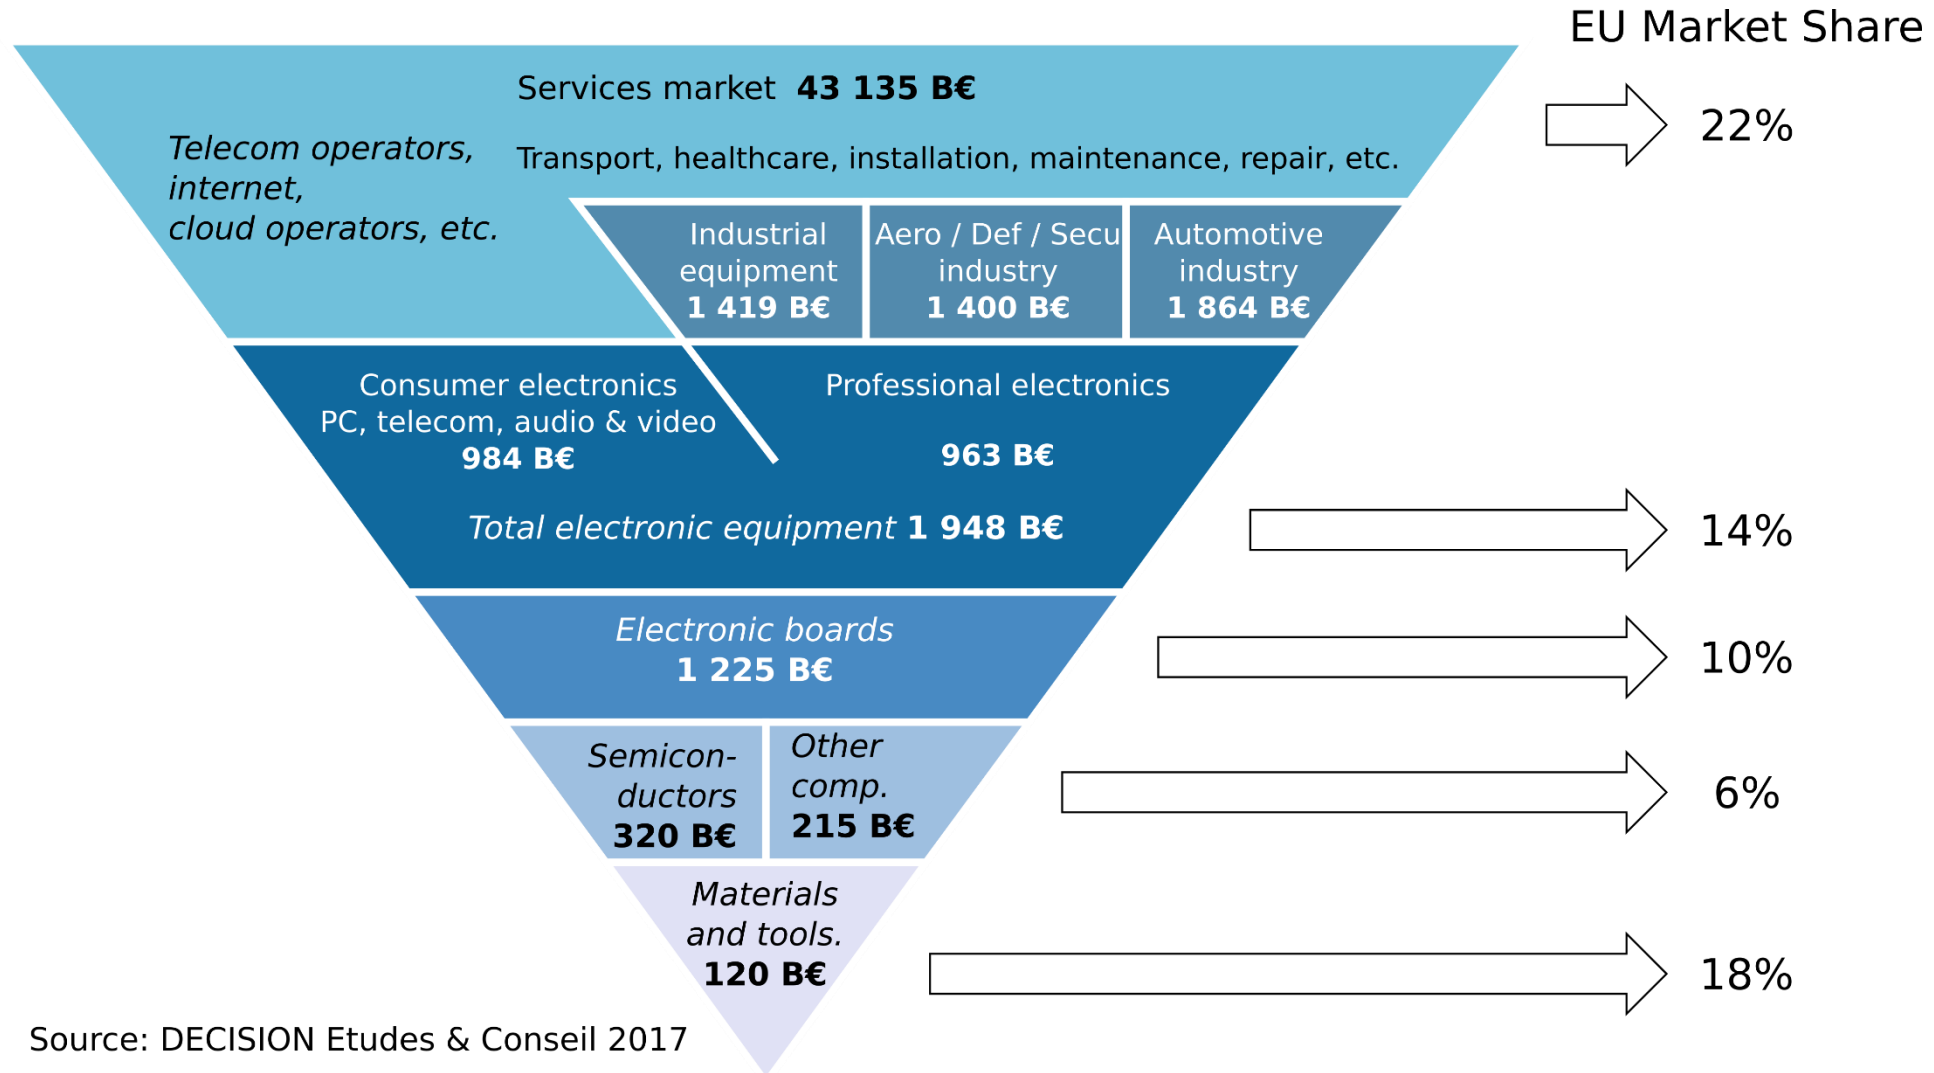 EU Market Share
Services market 43 135 B€
22%
Telecom operators,
internet,
cloud operators, etc.
Transport, healthcare, installation, maintenance, repair, etc.
Industrial
equipment
1 419 B€
Aero / Def / Secu
industry
1 400 B€
Automotive
industry
1 864 B€
Consumer electronics
PC, telecom, audio & video
984 B€
Professional electronics
963 B€
Total electronic equipment 1 948 B€
14%
Electronic boards
1 225 B€
10%
Semicon-
ductors
320 B€
Other
comp.
215 B€
6%
Materials
and tools.
120 B€
18%
Source: DECISION Etudes & Conseil 2017